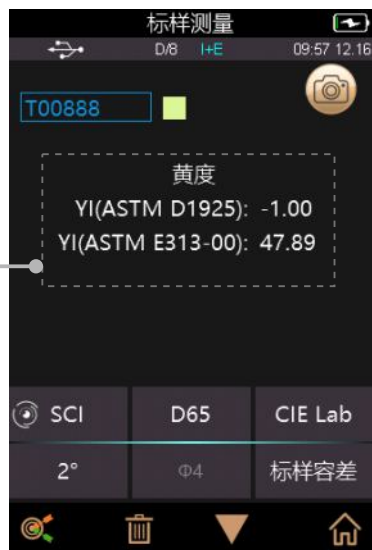 标样测量
D/8 I+E 09:57 12.16
T00888
黄度
YI(ASTM D1925): -1.00
YI(ASTM E313-00): 47.89
SCI D65 CIE Lab
2° Φ4 标样容差